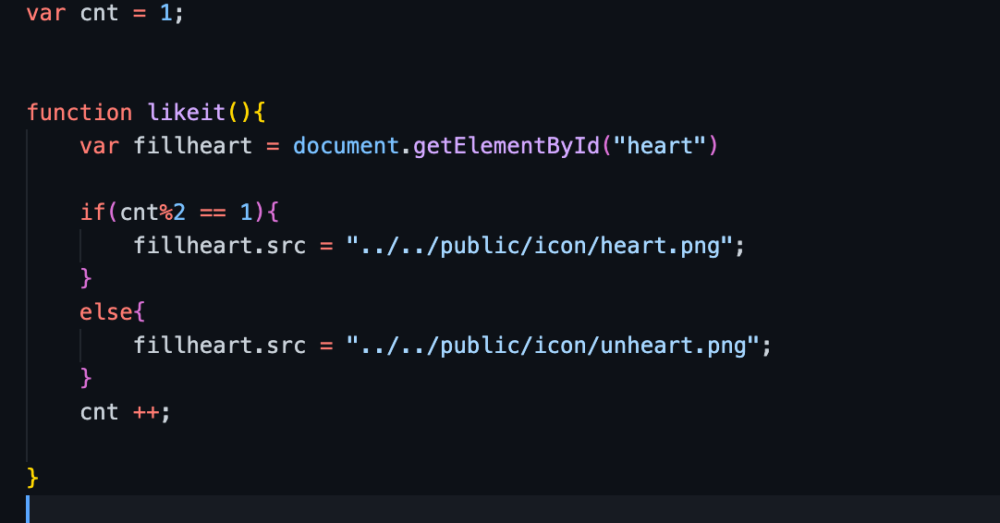 var cnt = 1;
function likeit(){
var fillheart = document.getElementById("heart")
if(cnt%2 == 1){
fillheart.src = "../../public/icon/heart.png";
}
else{
fillheart.src = "../../public/icon/unheart.png";
}
cnt ++;
}